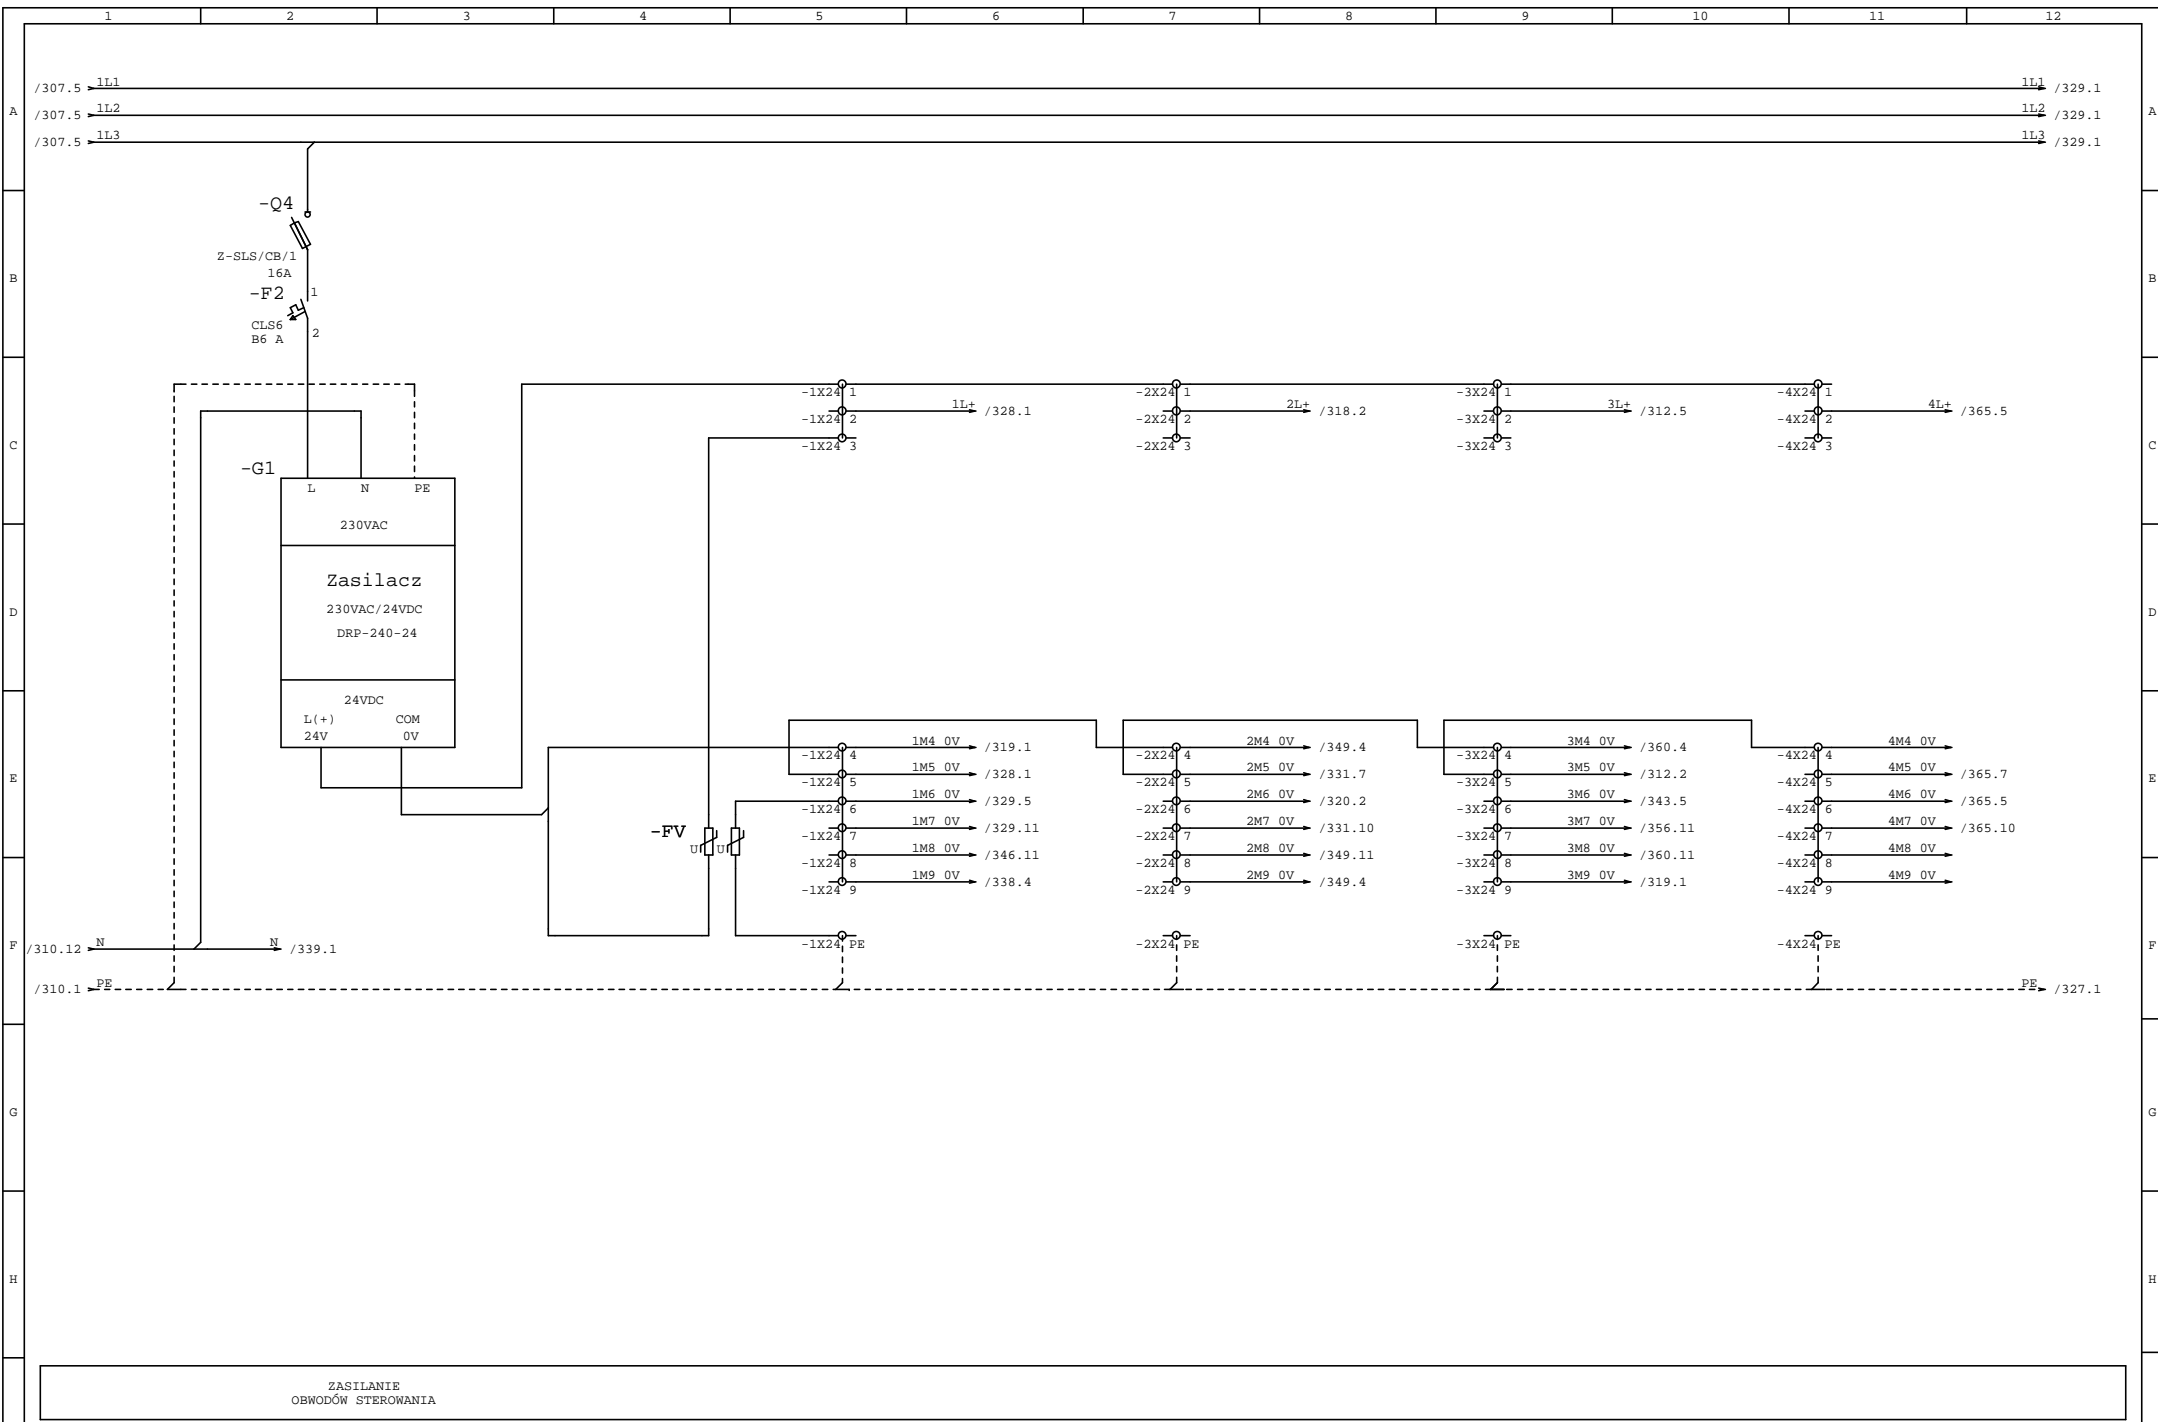 1 2 3 4 5 6 7 8 9 10 11 12
/307.5 1L1 1L1 /329.1
A /307.5 1L2 1L2 /329.1 A
/307.5 1L3 1L3 /329.1
-Q4
Z-SLS/CB/1
16A
B B
-F2 1
CLS6
B6 A 2
-1X24 1 -2X24 1 -3X24 1 -4X24 1
1L+ /328.1 2L+ /318.2 3L+ /312.5 4L+ /365.5
-1X24 2 -2X24 2 -3X24 2 -4X24 2
C C
-1X24 3 -2X24 3 -3X24 3 -4X24 3
-G1
L N PE
230VAC
Zasilacz
230VAC/24VDC
D D
DRP-240-24
24VDC
L(+) COM
24V 0V
1M4 0V /319.1 2M4 0V /349.4 3M4 0V /360.4 4M4 0V
-1X24 4 -2X24 4 -3X24 4 -4X24 4
1M5 0V /328.1 2M5 0V /331.7 3M5 0V /312.2 4M5 0V /365.7
E E
-1X24 5 -2X24 5 -3X24 5 -4X24 5
1M6 0V /329.5 2M6 0V /320.2 3M6 0V /343.5 4M6 0V /365.5
-1X24 6 -2X24 6 -3X24 6 -4X24 6
1M7 0V /329.11 2M7 0V /331.10 3M7 0V /356.11 4M7 0V /365.10
-FV
-1X24 7 -2X24 7 -3X24 7 -4X24 7
U U
1M8 0V /346.11 2M8 0V /349.11 3M8 0V /360.11 4M8 0V
-1X24 8 -2X24 8 -3X24 8 -4X24 8
1M9 0V /338.4 2M9 0V /349.4 3M9 0V /319.1 4M9 0V
-1X24 9 -2X24 9 -3X24 9 -4X24 9
F /310.12 N N /339.1 -1X24 PE -2X24 PE -3X24 PE -4X24 PE F
/310.1 PE PE /327.1
G G
H H
ZASILANIE
OBWODÓW STEROWANIA